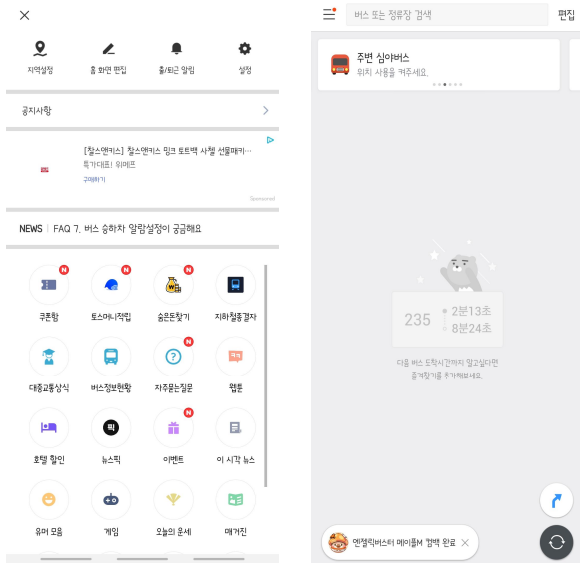 지역설정 홈 화면 편집 출/퇴근 알림 설정
공지사항
[찰스앤키스] 찰스앤키스 밍크 토트백 사첼 선물패키…
특가대표! 위메프
구매하기
Sponsored
NEWS | FAQ 7. 버스 승하차 알람설정이 궁금해요
쿠폰함 토스머니적립 숨은돈찾기 지하철종결자
대중교통상식 버스정보현황 자주묻는질문 웹툰
호텔 할인 뉴스픽 이벤트 이 시각 뉴스
유머 모음 게임 오늘의 운세 매거진
버스 또는 정류장 검색 편집
주변 심야버스
위치 사용을 켜주세요.
235 2분13초
8분24초
다음 버스 도착시간까지 알고싶다면
즐겨찾기를 추가해보세요.
엔젤릭버스터 메이플M 컴백 완료